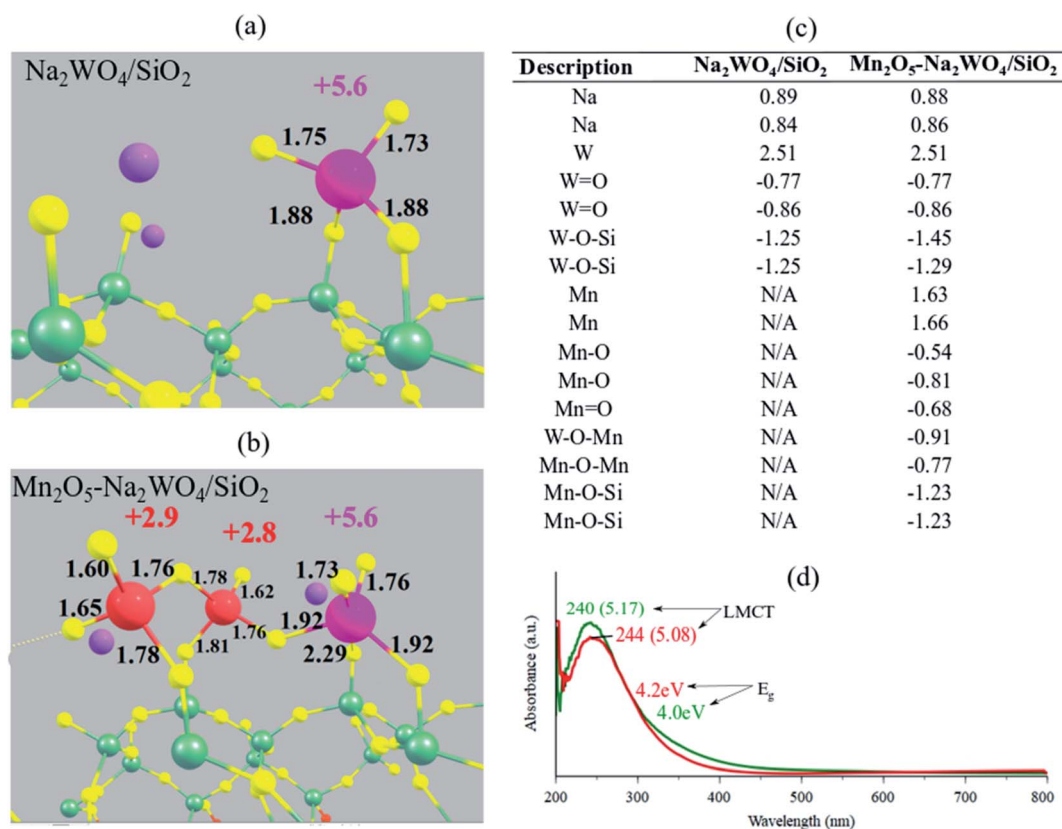 (a)
Na₂WO₄/SiO₂
+5.6
1.75
1.73
1.88
1.88
(b)
Mn₂O₅-Na₂WO₄/SiO₂
+2.9
+2.8
+5.6
1.60
1.76
1.78
1.62
1.73
1.76
1.65
1.78
1.81
1.76
1.92
2.29
1.92
(c)
Description Na₂WO₄/SiO₂ Mn₂O₅-Na₂WO₄/SiO₂
Na 0.89 0.88
Na 0.84 0.86
W 2.51 2.51
W=O -0.77 -0.77
W=O -0.86 -0.86
W-O-Si -1.25 -1.45
W-O-Si -1.25 -1.29
Mn N/A 1.63
Mn N/A 1.66
Mn-O N/A -0.54
Mn-O N/A -0.81
Mn=O N/A -0.68
W-O-Mn N/A -0.91
Mn-O-Mn N/A -0.77
Mn-O-Si N/A -1.23
Mn-O-Si N/A -1.23
(d)
240 (5.17)
LMCT
244 (5.08)
4.2eV
E_g
4.0eV
Absorbance (a.u.)
200 300 400 500 600 700 800
Wavelength (nm)